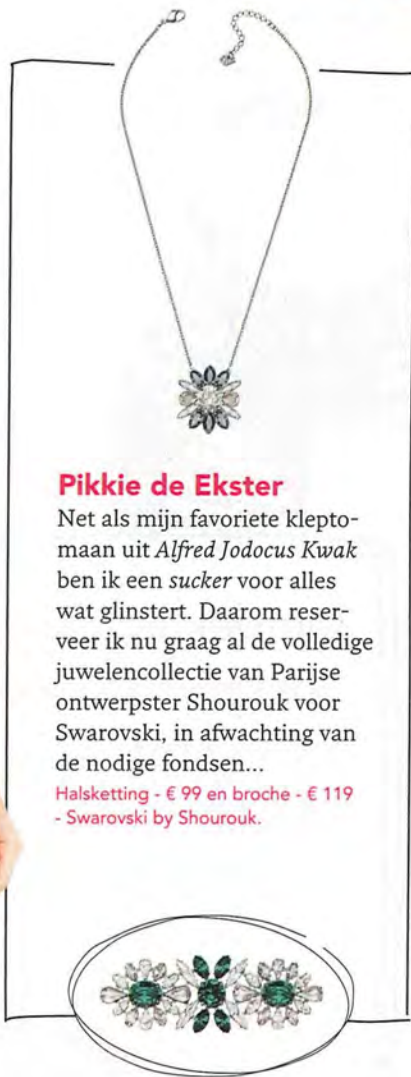 Pikkie de Ekster
Net als mijn favoriete klepto-
maan uit Alfred Jodocus Kwak
ben ik een sucker voor alles
wat glinstert. Daarom reser-
veer ik nu graag al de volledige
juwelencollectie van Parijse
ontwerpster Shourouk voor
Swarovski, in afwachting van
de nodige fondsen...
Halsketting - € 99 en broche - € 119
- Swarovski by Shourouk.